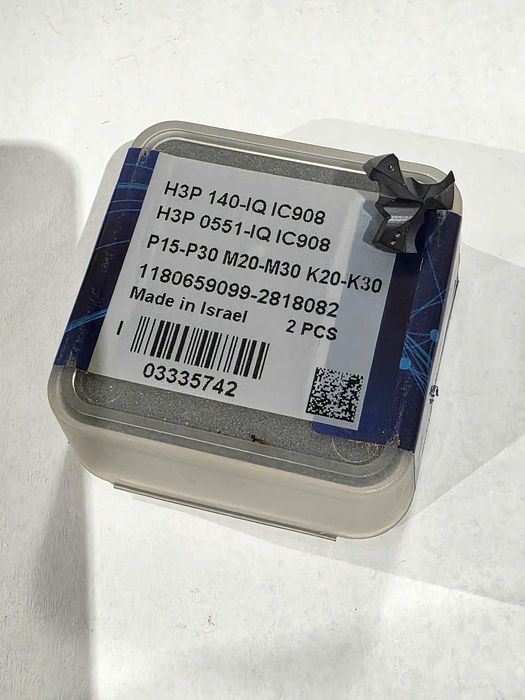 H3P 140-IQ IC908
H3P 0551-IQ IC908
P15-P30 M20-M30 K20-K30
1180659099-2818082
Made in Israel 2 PCS
I
03335742